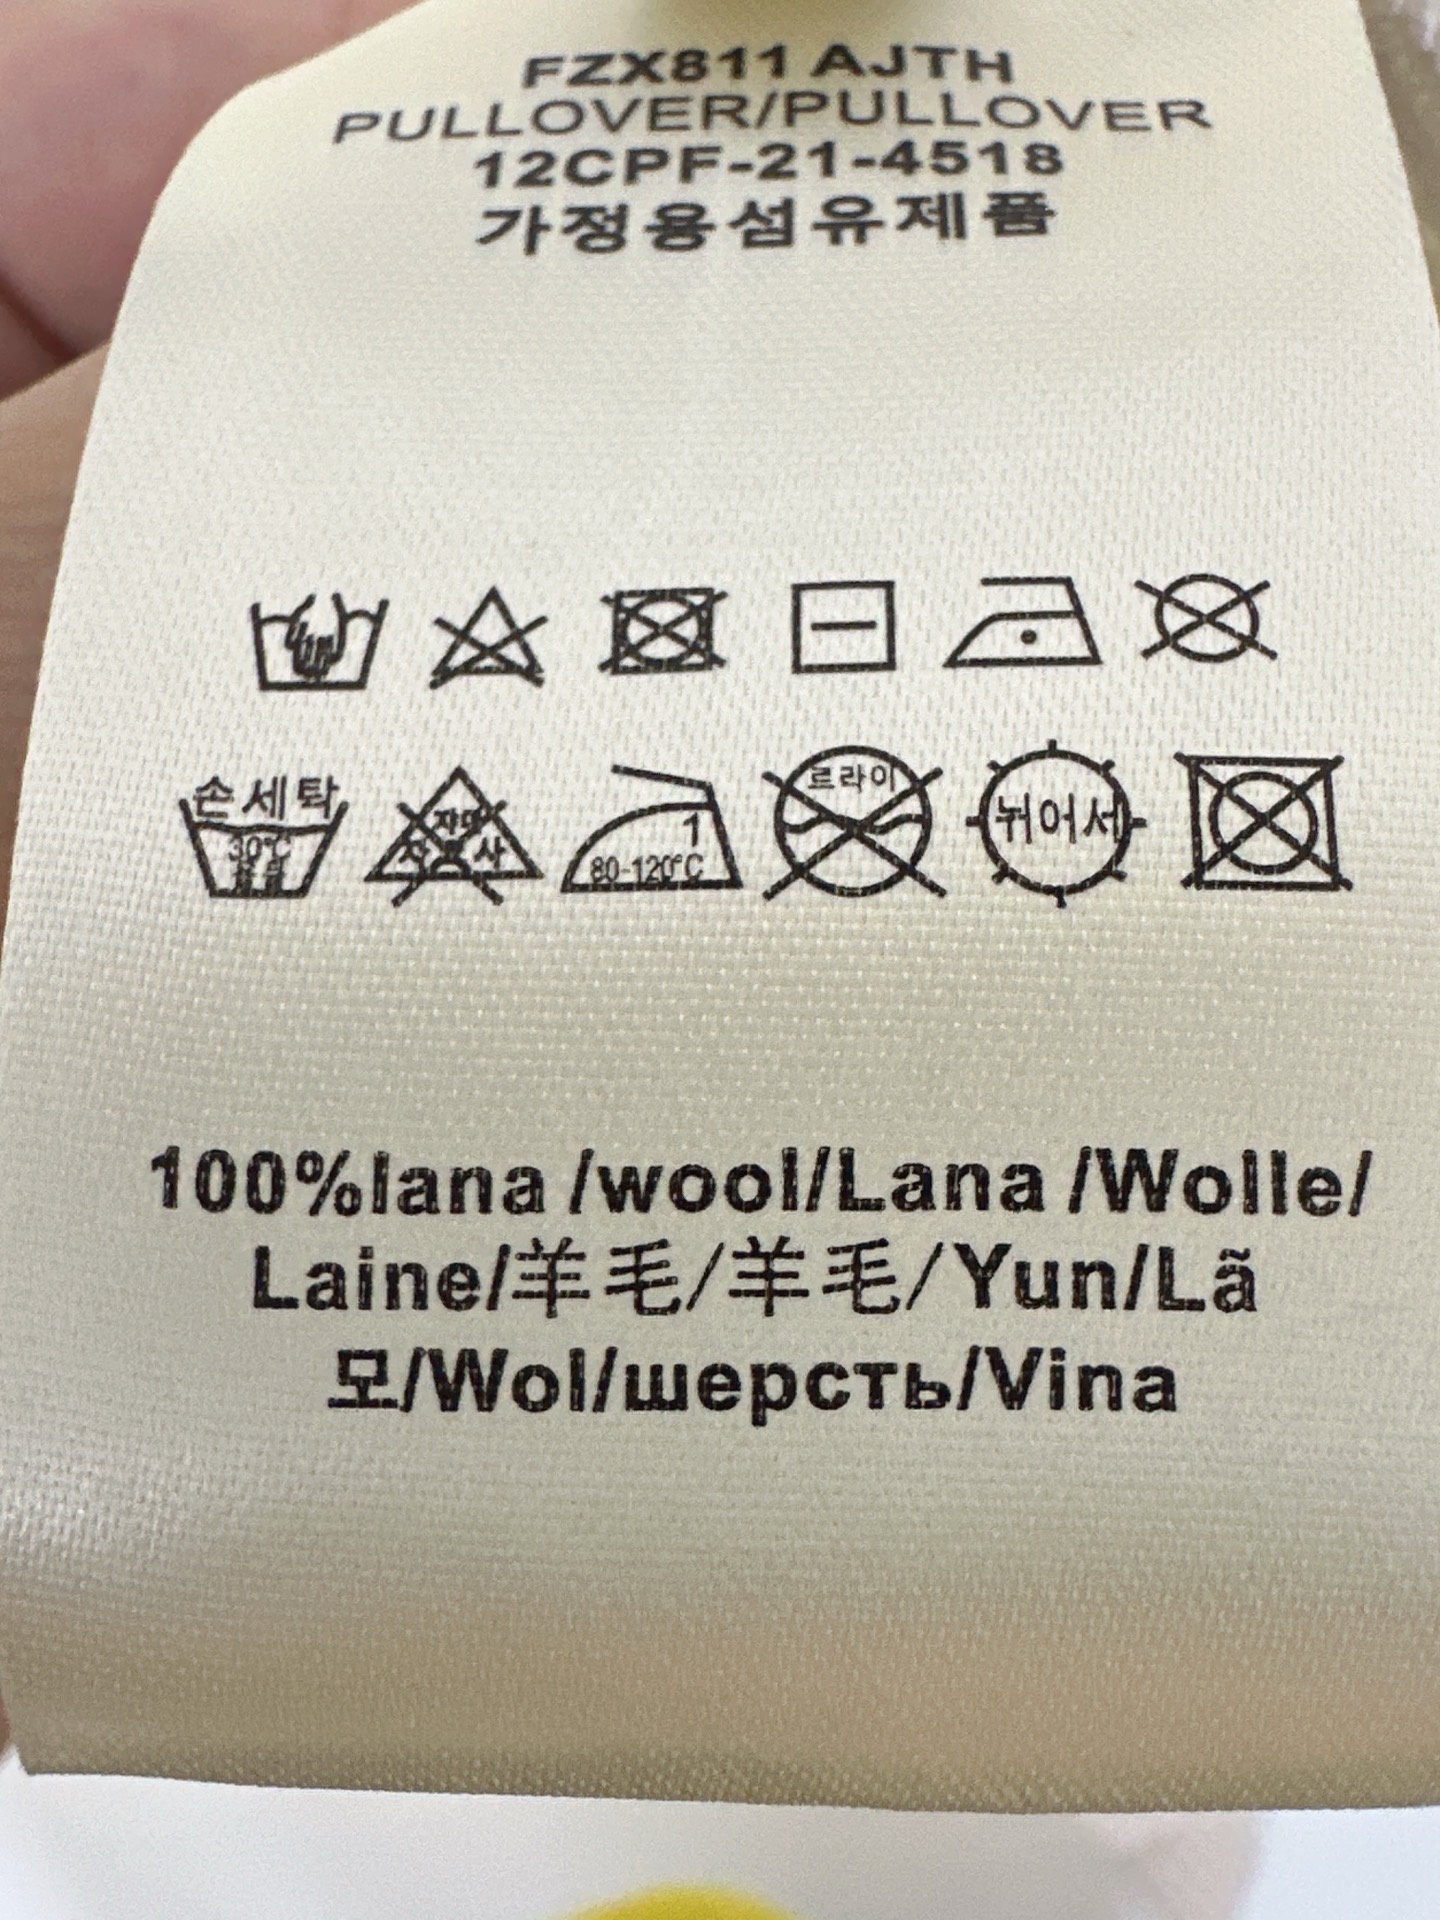 FZX811 AJTH
PULLOVER/PULLOVER
12CPF-21-4518
가정용섬유제품
손세탁 30℃
1 80-120℃
르라이
뉘어서
100%lana /wool/Lana /Wolle/
Laine/羊毛/羊毛/Yun/Lã
모/Wol/шерсть/Vina